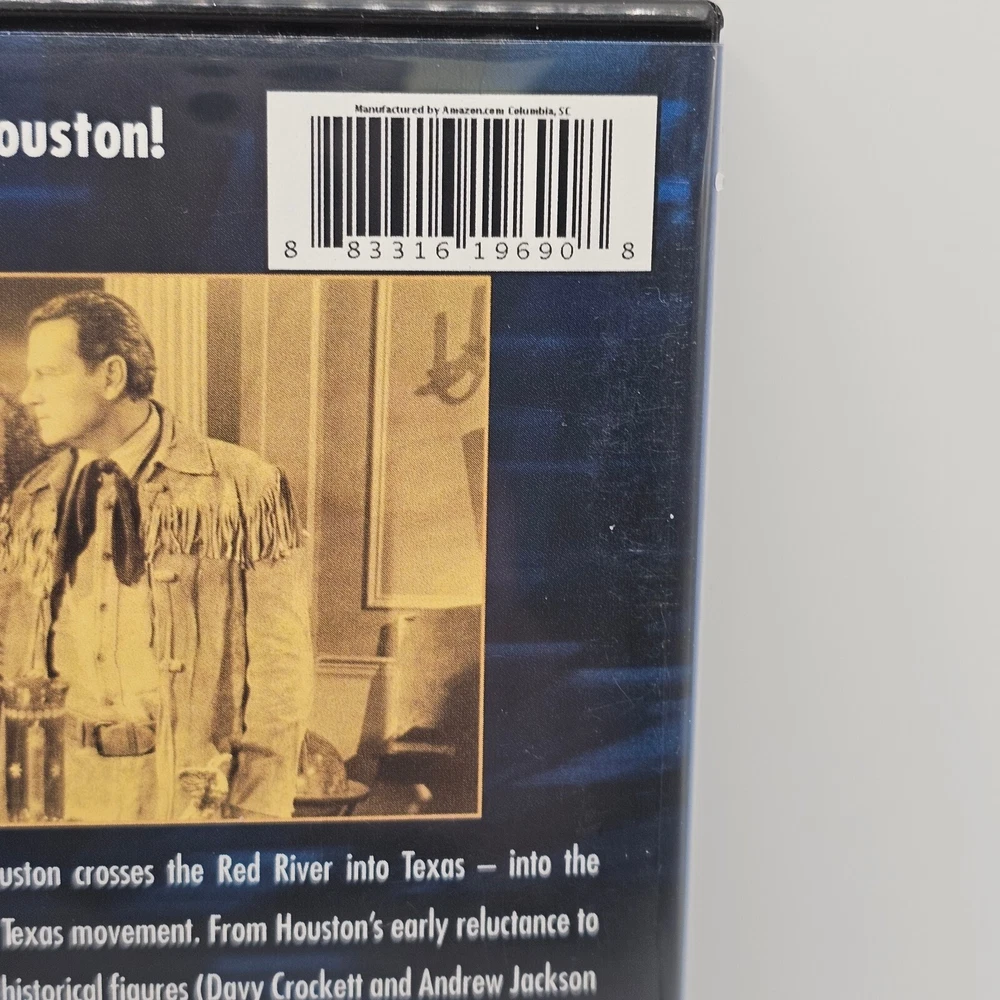 ouston!
Manufactured by Amazon.com Columbia, SC
8 83316 19690 8
uston crosses the Red River into Texas – into the
Texas movement. From Houston's early reluctance to
historical figures (Davy Crockett and Andrew Jackson